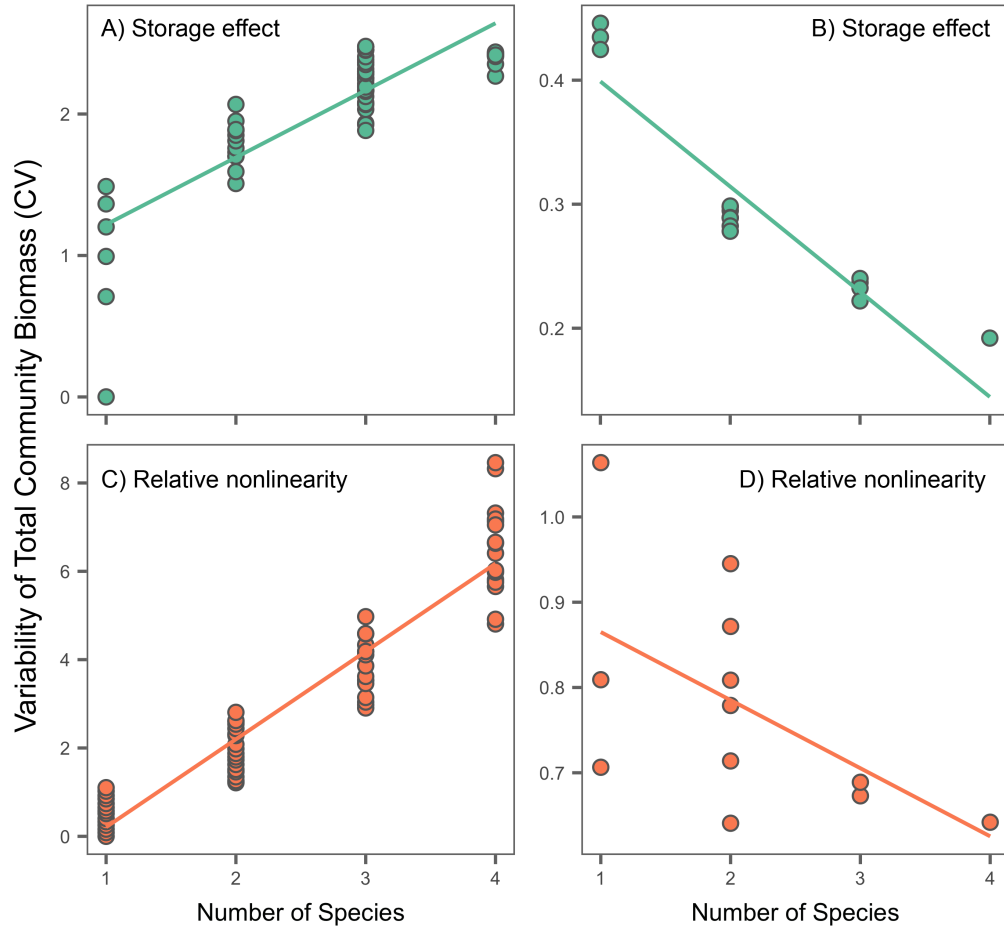 Variability of Total Community Biomass (CV)
A) Storage effect
2
1
0
B) Storage effect
0.4
0.3
0.2
C) Relative nonlinearity
8
6
4
2
0
1 2 3 4
Number of Species
D) Relative nonlinearity
1.0
0.9
0.8
0.7
1 2 3 4
Number of Species